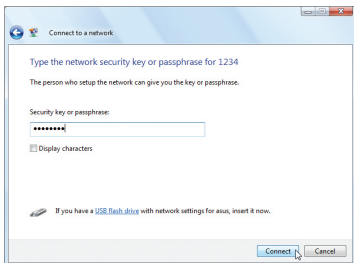 Connect to a network
Type the network security key or passphrase for 1234
The person who setup the network can give you the key or passphrase.
Security key or passphrase:
••••••••
Display characters
If you have a USB flash drive with network settings for asus, insert it now.
Connect Cancel